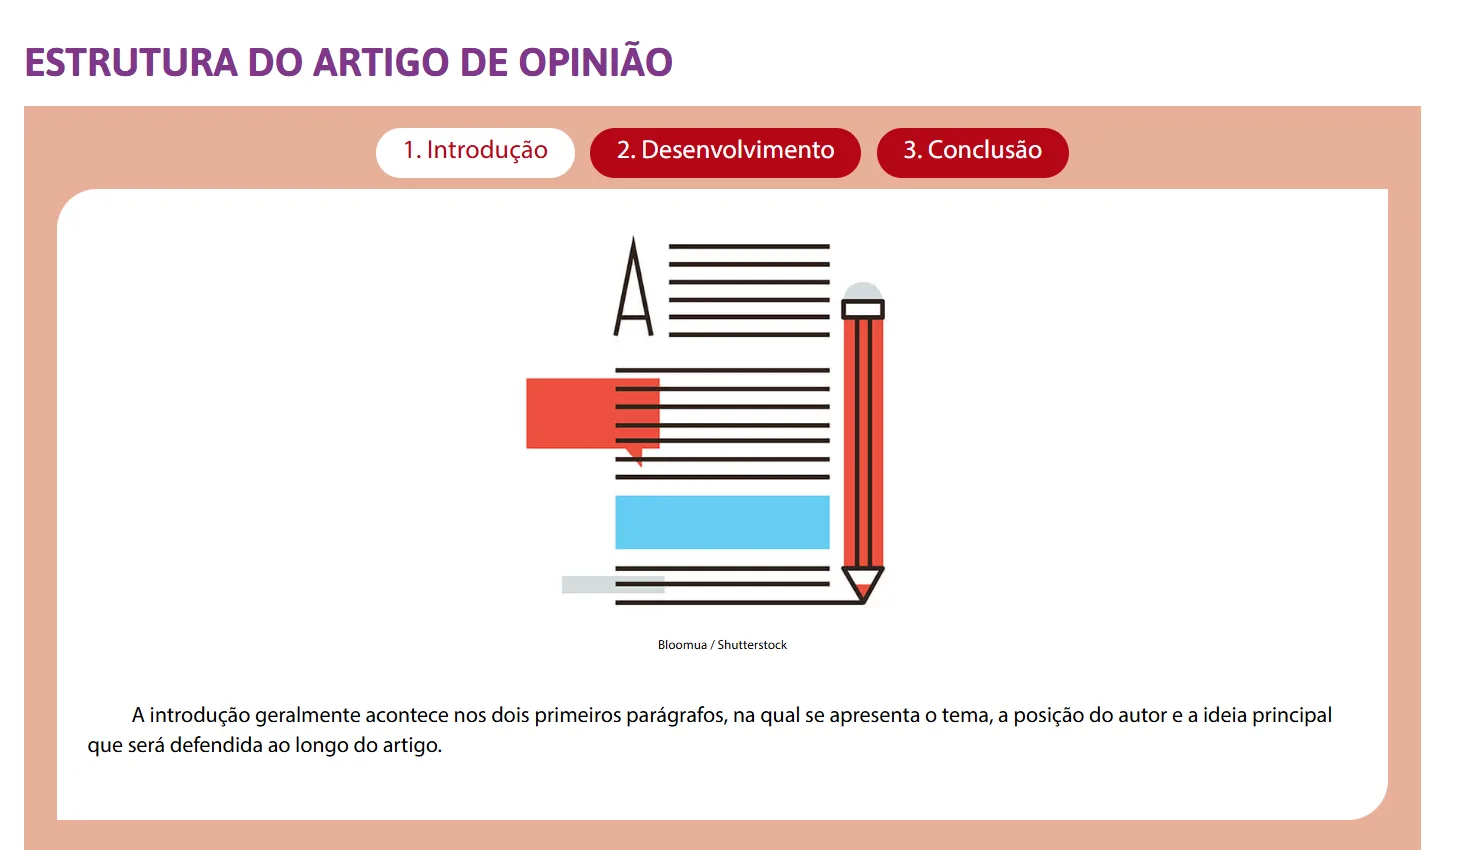 ESTRUTURA DO ARTIGO DE OPINIÃO
1. Introdução
2. Desenvolvimento
3. Conclusão
A
Bloomua / Shutterstock
A introdução geralmente acontece nos dois primeiros parágrafos, na qual se apresenta o tema, a posição do autor e a ideia principal
que será defendida ao longo do artigo.